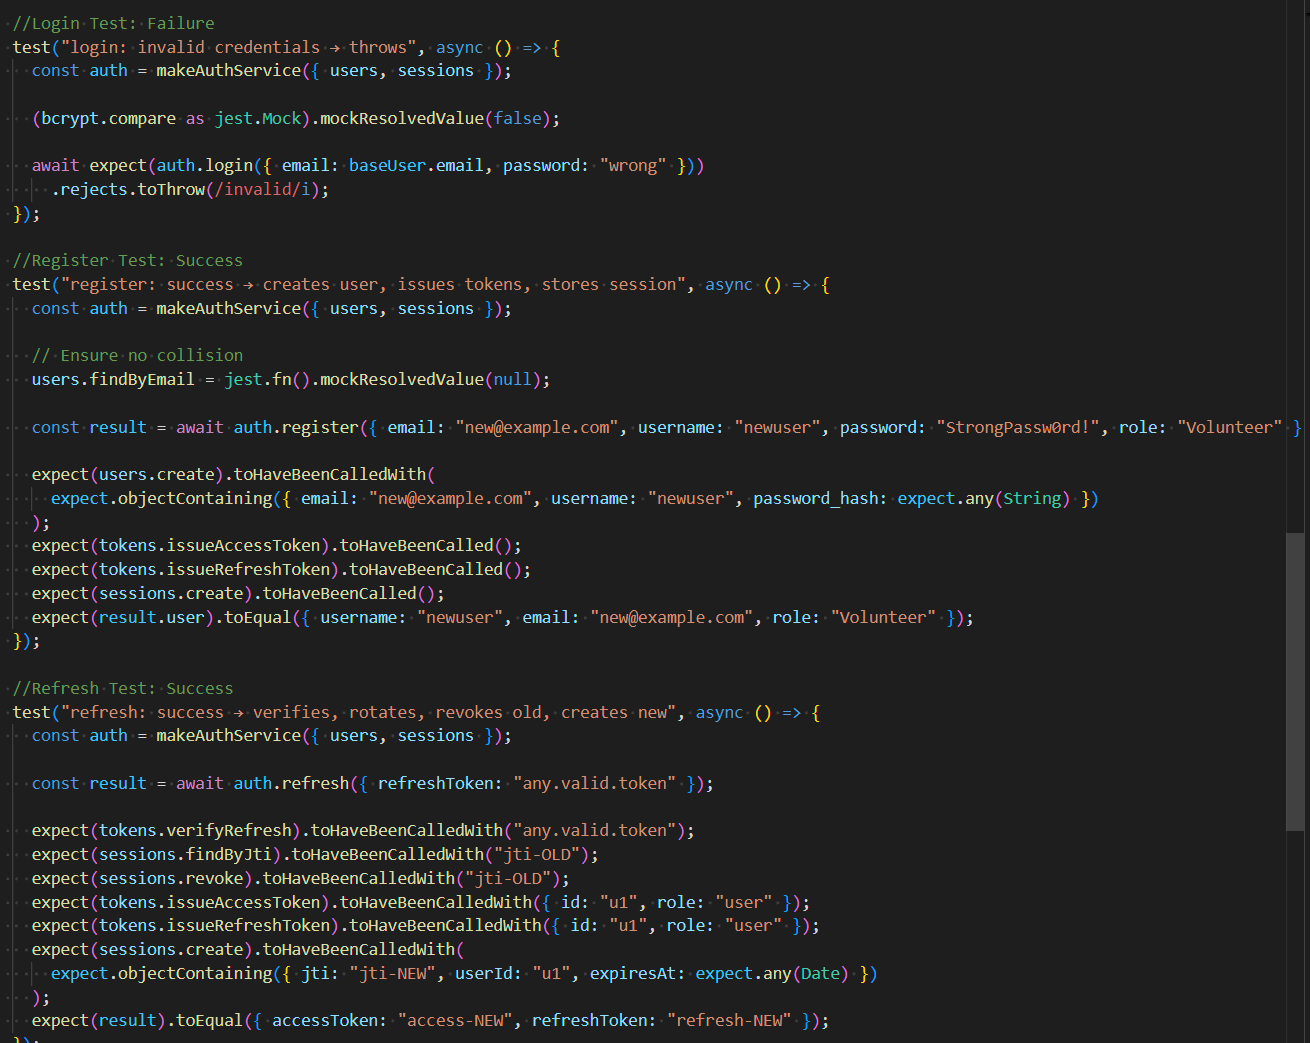 //Login Test: Failure
test("login: invalid credentials → throws", async () => {
const auth = makeAuthService({ users, sessions });
(bcrypt.compare as jest.Mock).mockResolvedValue(false);
await expect(auth.login({ email: baseUser.email, password: "wrong" }))
.rejects.toThrow(/invalid/i);
});
//Register Test: Success
test("register: success → creates user, issues tokens, stores session", async () => {
const auth = makeAuthService({ users, sessions });
// Ensure no collision
users.findByEmail = jest.fn().mockResolvedValue(null);
const result = await auth.register({ email: "new@example.com", username: "newuser", password: "StrongPassw0rd!", role: "Volunteer" }
expect(users.create).toHaveBeenCalledWith(
expect.objectContaining({ email: "new@example.com", username: "newuser", password_hash: expect.any(String) })
);
expect(tokens.issueAccessToken).toHaveBeenCalled();
expect(tokens.issueRefreshToken).toHaveBeenCalled();
expect(sessions.create).toHaveBeenCalled();
expect(result.user).toEqual({ username: "newuser", email: "new@example.com", role: "Volunteer" });
});
//Refresh Test: Success
test("refresh: success → verifies, rotates, revokes old, creates new", async () => {
const auth = makeAuthService({ users, sessions });
const result = await auth.refresh({ refreshToken: "any.valid.token" });
expect(tokens.verifyRefresh).toHaveBeenCalledWith("any.valid.token");
expect(sessions.findByJti).toHaveBeenCalledWith("jti-OLD");
expect(sessions.revoke).toHaveBeenCalledWith("jti-OLD");
expect(tokens.issueAccessToken).toHaveBeenCalledWith({ id: "u1", role: "user" });
expect(tokens.issueRefreshToken).toHaveBeenCalledWith({ id: "u1", role: "user" });
expect(sessions.create).toHaveBeenCalledWith(
expect.objectContaining({ jti: "jti-NEW", userId: "u1", expiresAt: expect.any(Date) })
);
expect(result).toEqual({ accessToken: "access-NEW", refreshToken: "refresh-NEW" });
});